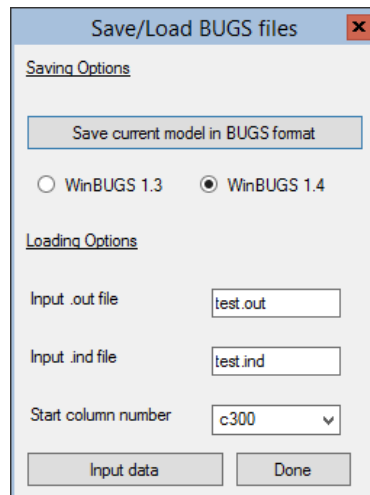 Save/Load BUGS files
Saving Options
Save current model in BUGS format
WinBUGS 1.3 WinBUGS 1.4
Loading Options
Input .out file test.out
Input .ind file test.ind
Start column number c300
Input data Done